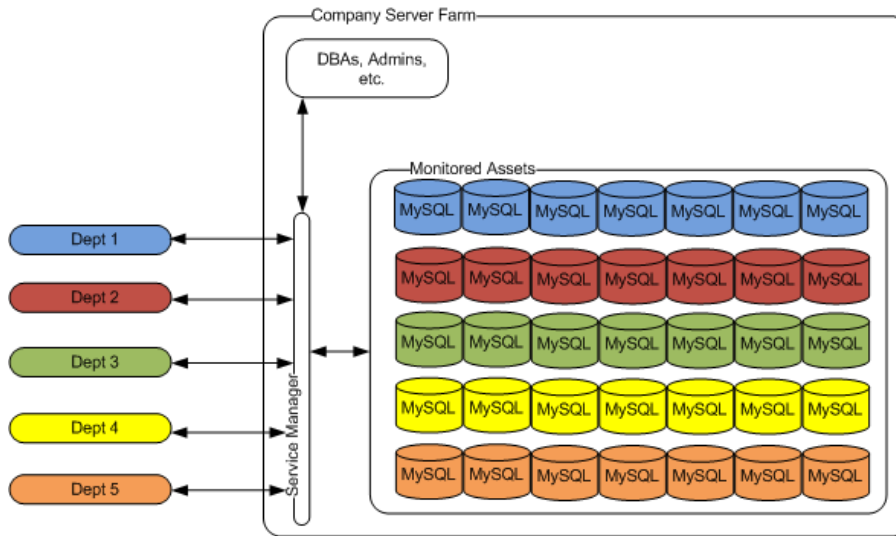 Company Server Farm
DBAs, Admins,
etc.
Monitored Assets
MySQL MySQL MySQL MySQL MySQL MySQL MySQL
Dept 1
MySQL MySQL MySQL MySQL MySQL MySQL MySQL
Dept 2
MySQL MySQL MySQL MySQL MySQL MySQL MySQL
Dept 3
MySQL MySQL MySQL MySQL MySQL MySQL MySQL
Dept 4
MySQL MySQL MySQL MySQL MySQL MySQL MySQL
Dept 5
Service Manager